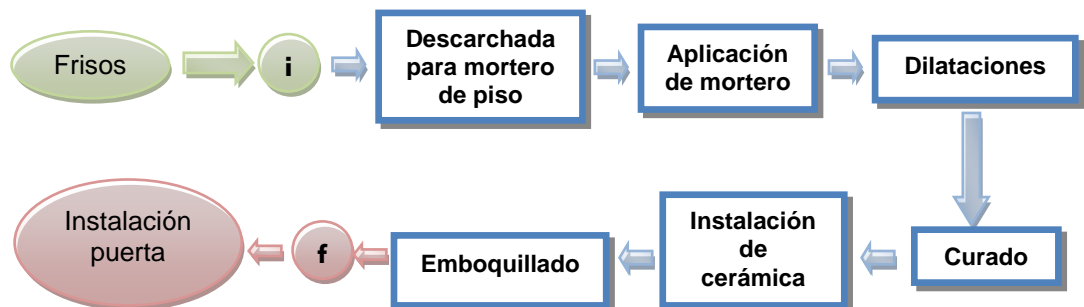 Frisos
i
Descarchada
para mortero
de piso
Aplicación
de mortero
Dilataciones
Curado
Instalación
de
cerámica
Emboquillado
f
Instalación
puerta